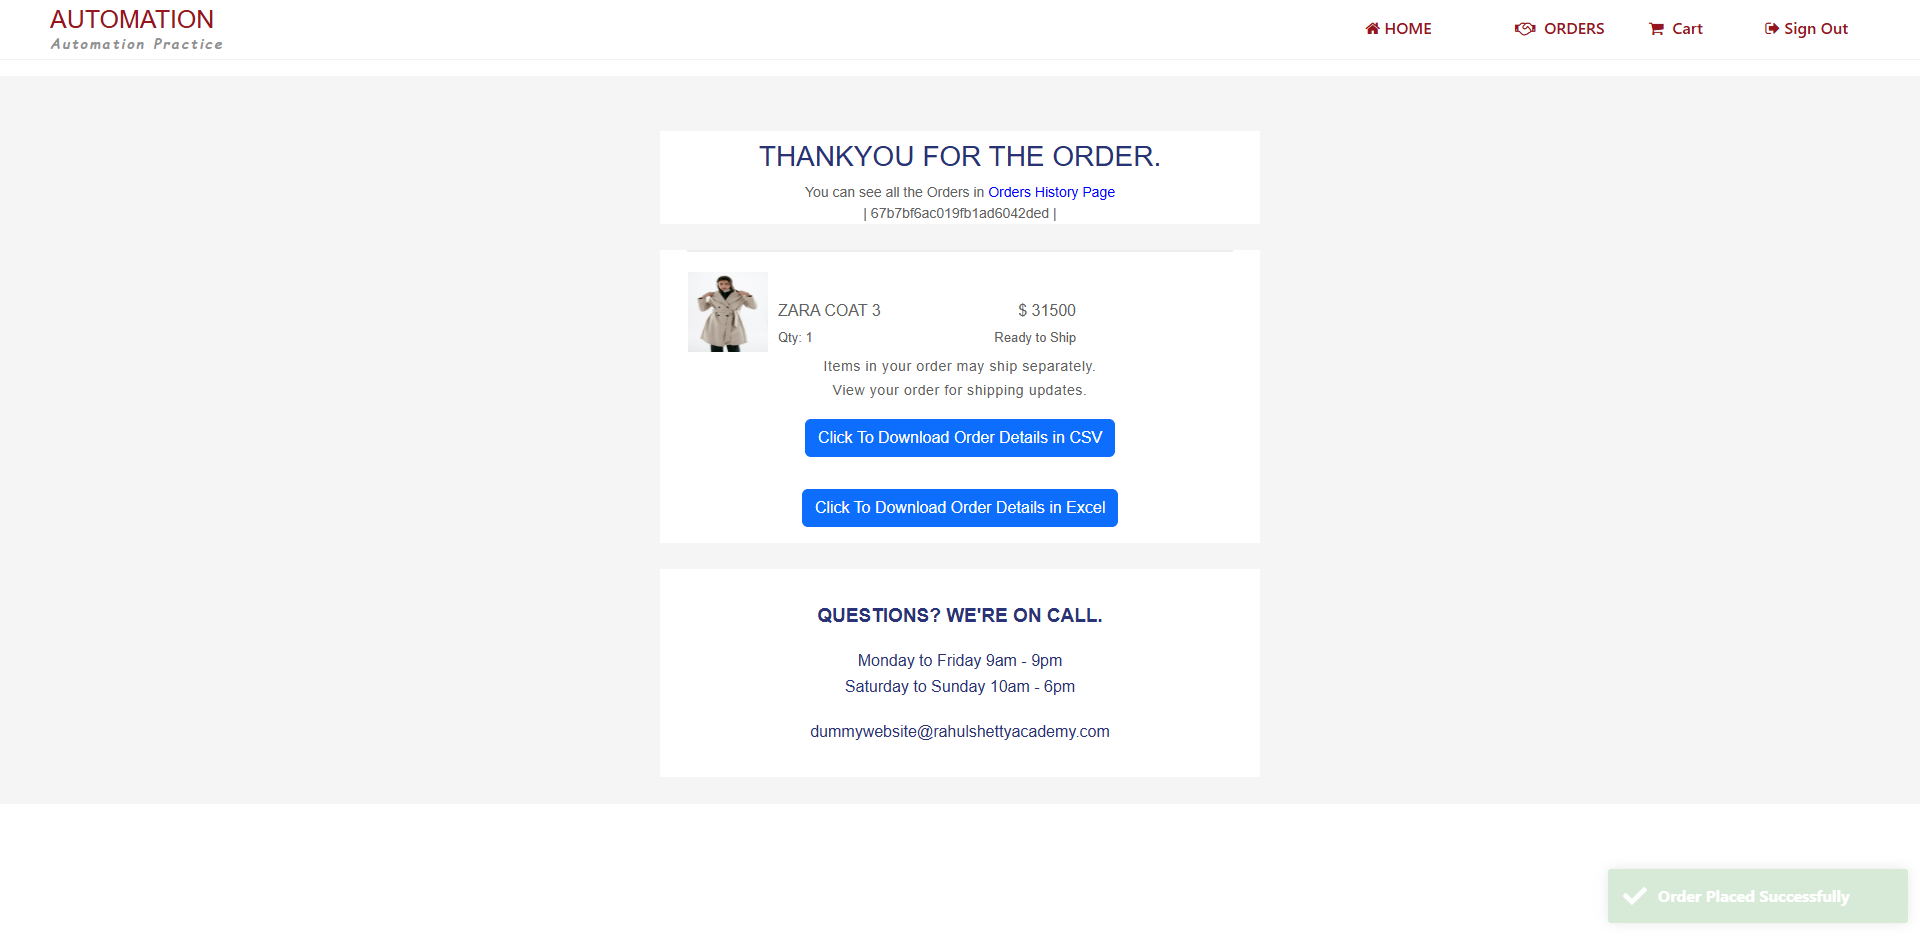 AUTOMATION
Automation Practice
HOME
ORDERS
Cart
Sign Out
THANKYOU FOR THE ORDER.
You can see all the Orders in Orders History Page
| 67b7bf6ac019fb1ad6042ded |
ZARA COAT 3
$ 31500
Qty: 1
Ready to Ship
Items in your order may ship separately.
View your order for shipping updates.
Click To Download Order Details in CSV
Click To Download Order Details in Excel
QUESTIONS? WE'RE ON CALL.
Monday to Friday 9am - 9pm
Saturday to Sunday 10am - 6pm
dummywebsite@rahulshettyacademy.com
Order Placed Successfully